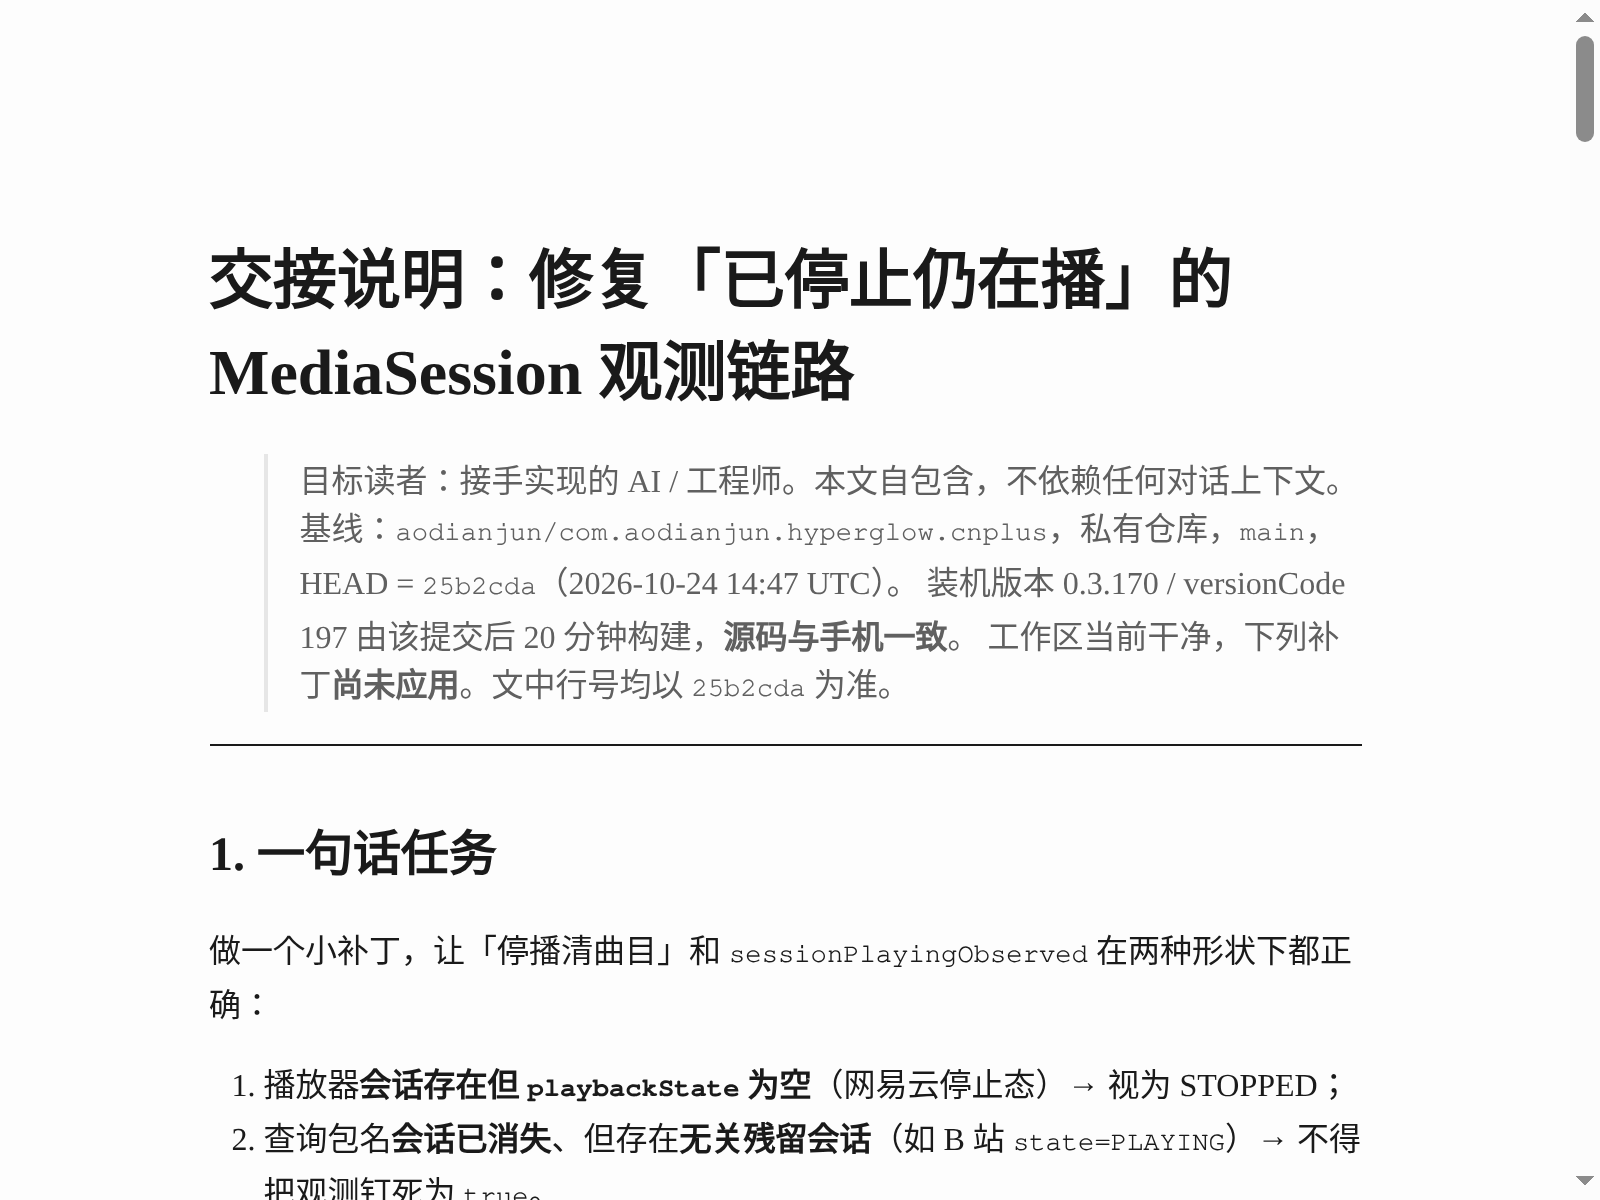 交接说明：修复「已停止仍在播」的
MediaSession 观测链路
目标读者：接手实现的 AI / 工程师。本文自包含，不依赖任何对话上下文。
基线：aodianjun/com.aodianjun.hyperglow.cnplus，私有仓库，main，
HEAD = 25b2cda（2026-10-24 14:47 UTC）。 装机版本 0.3.170 / versionCode
197 由该提交后 20 分钟构建，源码与手机一致。 工作区当前干净，下列补
丁尚未应用。文中行号均以 25b2cda 为准。
1. 一句话任务
做一个小补丁，让「停播清曲目」和 sessionPlayingObserved 在两种形状下都正
确：
1. 播放器会话存在但 playbackState 为空（网易云停止态）→ 视为 STOPPED；
2. 查询包名会话已消失、但存在无关残留会话（如 B 站 state=PLAYING）→ 不得
把观测钉死为 true。